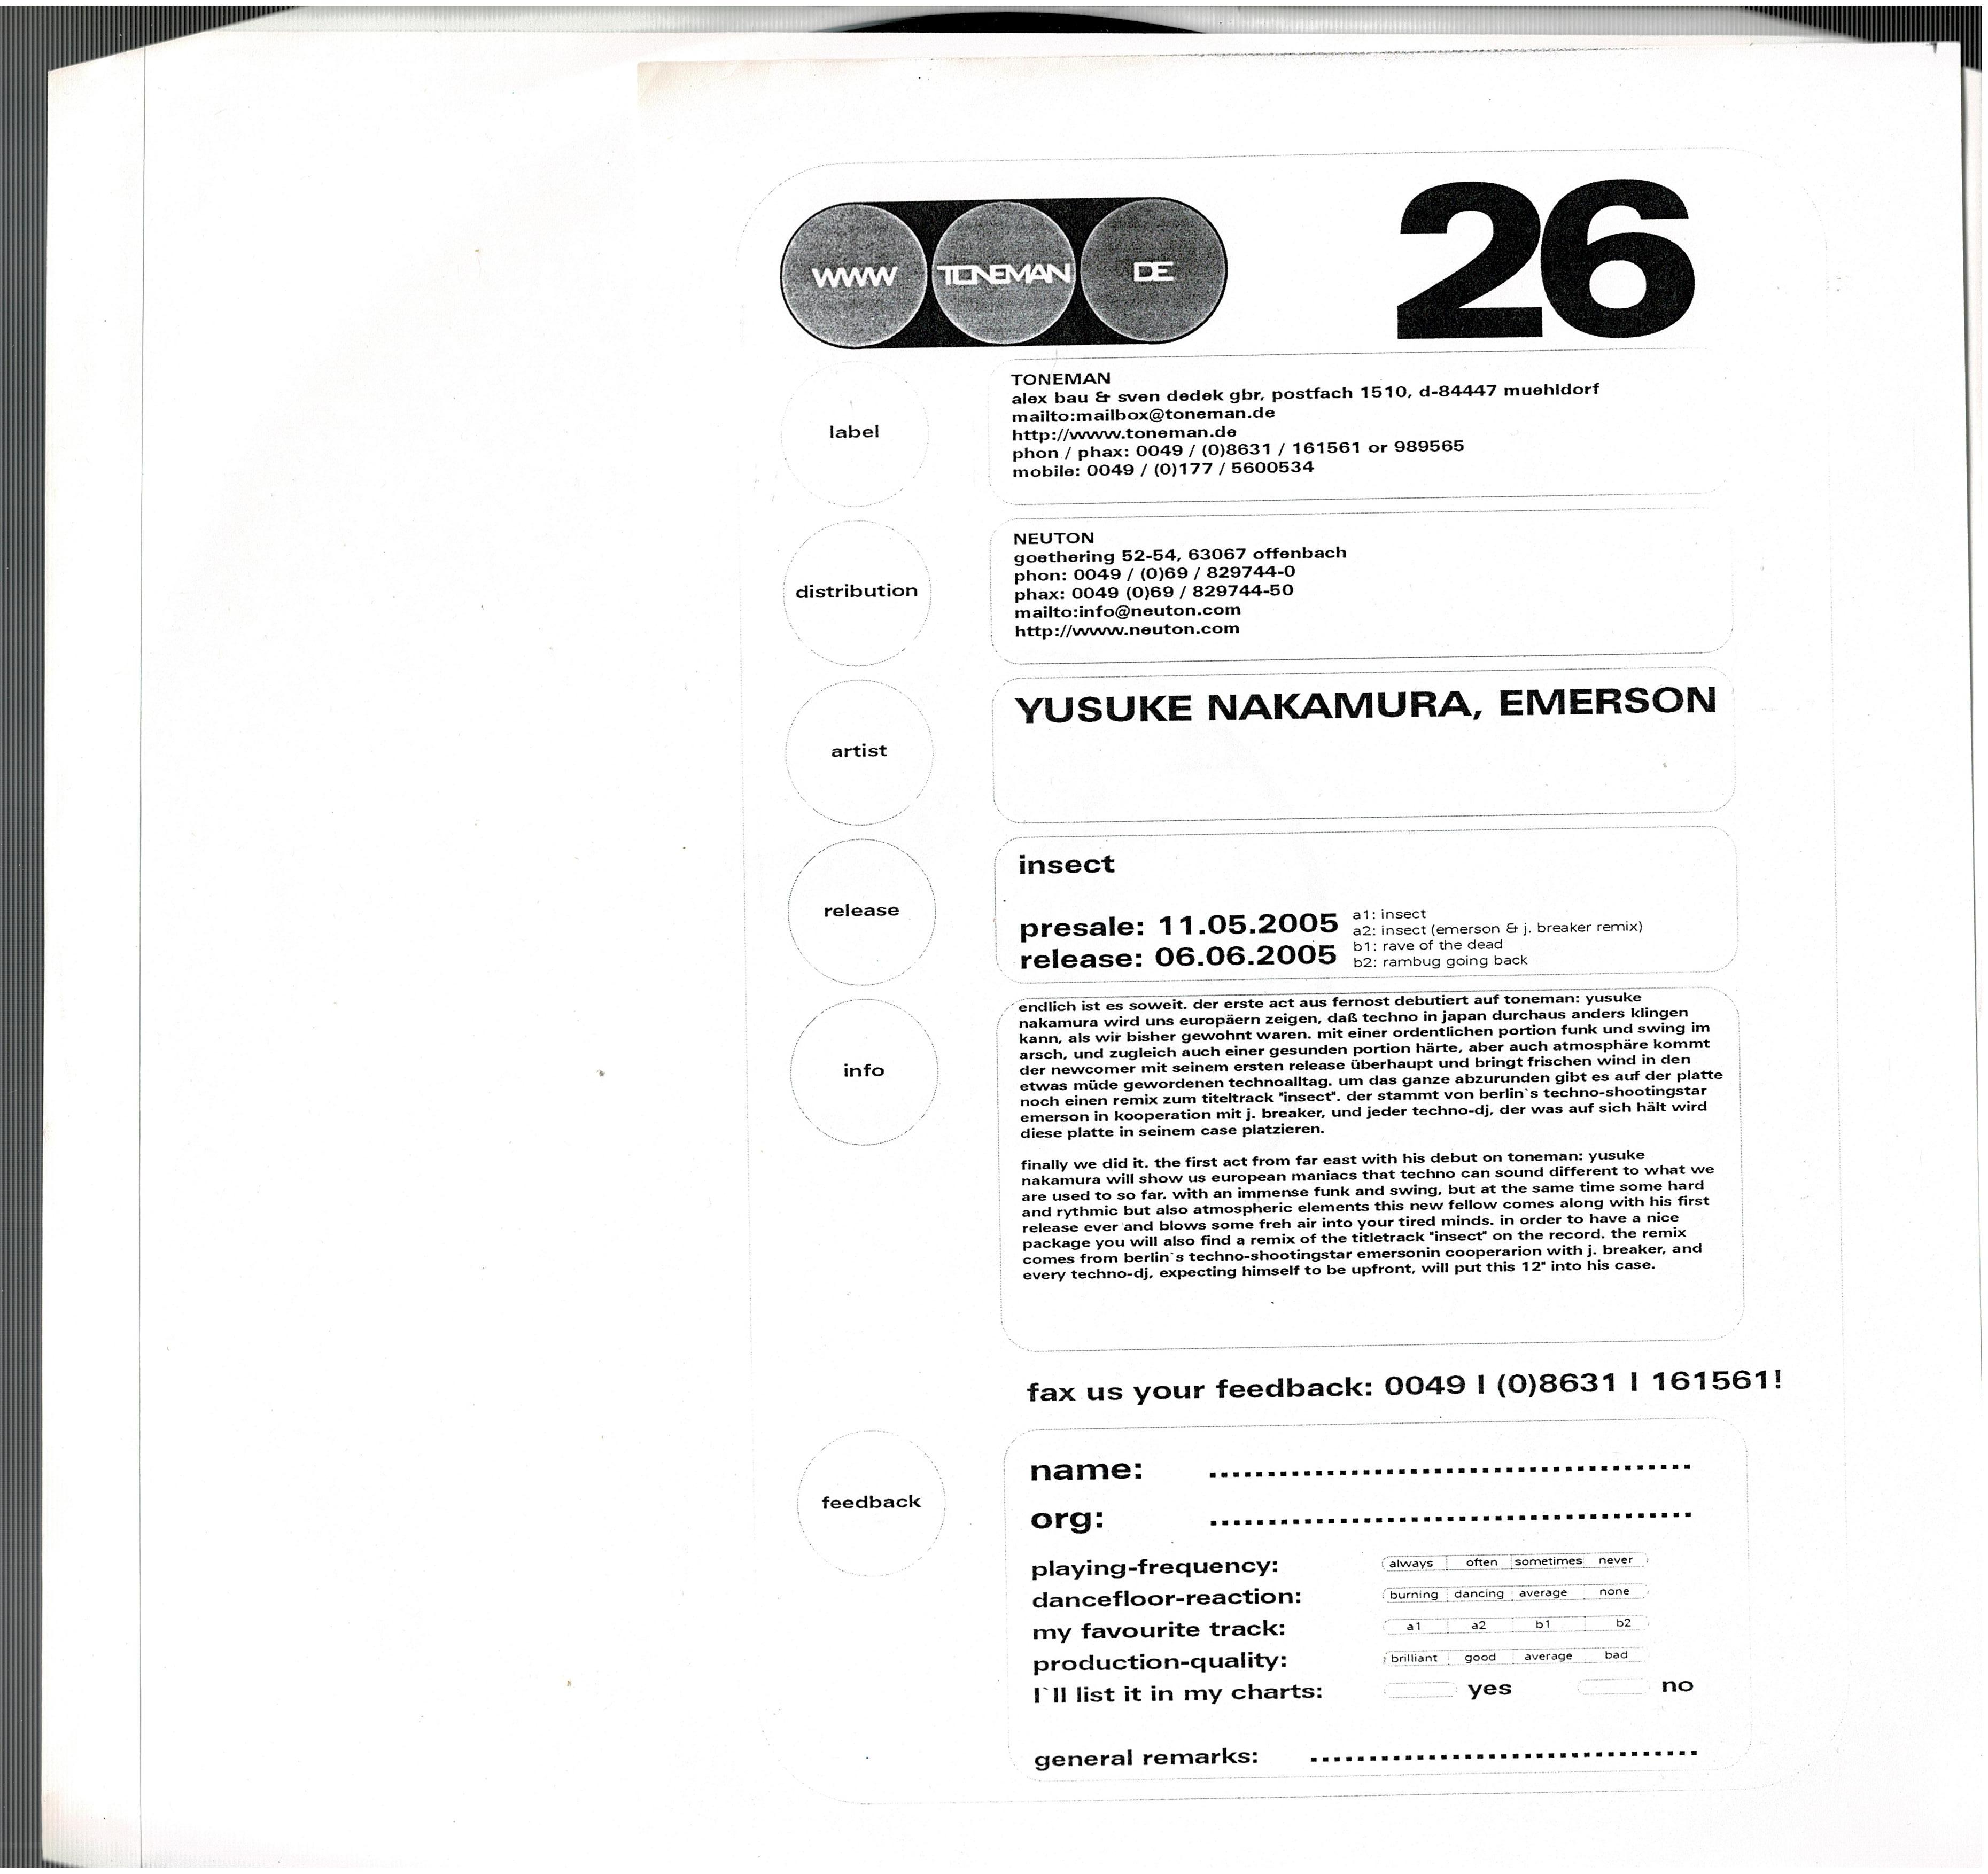 WWW TONEMAN DE
26
label
TONEMAN
alex bau & sven dedek gbr, postfach 1510, d-84447 muehldorf
mailto:mailbox@toneman.de
http://www.toneman.de
phon / phax: 0049 / (0)8631 / 161561 or 989565
mobile: 0049 / (0)177 / 5600534
distribution
NEUTON
goethering 52-54, 63067 offenbach
phon: 0049 / (0)69 / 829744-0
phax: 0049 (0)69 / 829744-50
mailto:info@neuton.com
http://www.neuton.com
artist
YUSUKE NAKAMURA, EMERSON
release
insect
presale: 11.05.2005
release: 06.06.2005
a1: insect
a2: insect (emerson & j. breaker remix)
b1: rave of the dead
b2: rambug going back
info
endlich ist es soweit. der erste act aus fernost debutiert auf toneman: yusuke
nakamura wird uns europäern zeigen, daß techno in japan durchaus anders klingen
kann, als wir bisher gewohnt waren. mit einer ordentlichen portion funk und swing im
arsch, und zugleich auch einer gesunden portion härte, aber auch atmosphäre kommt
der newcomer mit seinem ersten release überhaupt und bringt frischen wind in den
etwas müde gewordenen technoalltag. um das ganze abzurunden gibt es auf der platte
noch einen remix zum titeltrack "insect". der stammt von berlin`s techno-shootingstar
emerson in kooperation mit j. breaker, und jeder techno-dj, der was auf sich hält wird
diese platte in seinem case platzieren.
finally we did it. the first act from far east with his debut on toneman: yusuke
nakamura will show us european maniacs that techno can sound different to what we
are used to so far. with an immense funk and swing, but at the same time some hard
and rythmic but also atmospheric elements this new fellow comes along with his first
release ever and blows some freh air into your tired minds. in order to have a nice
package you will also find a remix of the titletrack "insect" on the record. the remix
comes from berlin`s techno-shootingstar emersonin cooperarion with j. breaker, and
every techno-dj, expecting himself to be upfront, will put this 12" into his case.
fax us your feedback: 0049 I (0)8631 I 161561!
feedback
name: ........................................
org: ........................................
playing-frequency: always often sometimes never
dancefloor-reaction: burning dancing average none
my favourite track: a1 a2 b1 b2
production-quality: brilliant good average bad
I`ll list it in my charts: yes no
general remarks: ................................